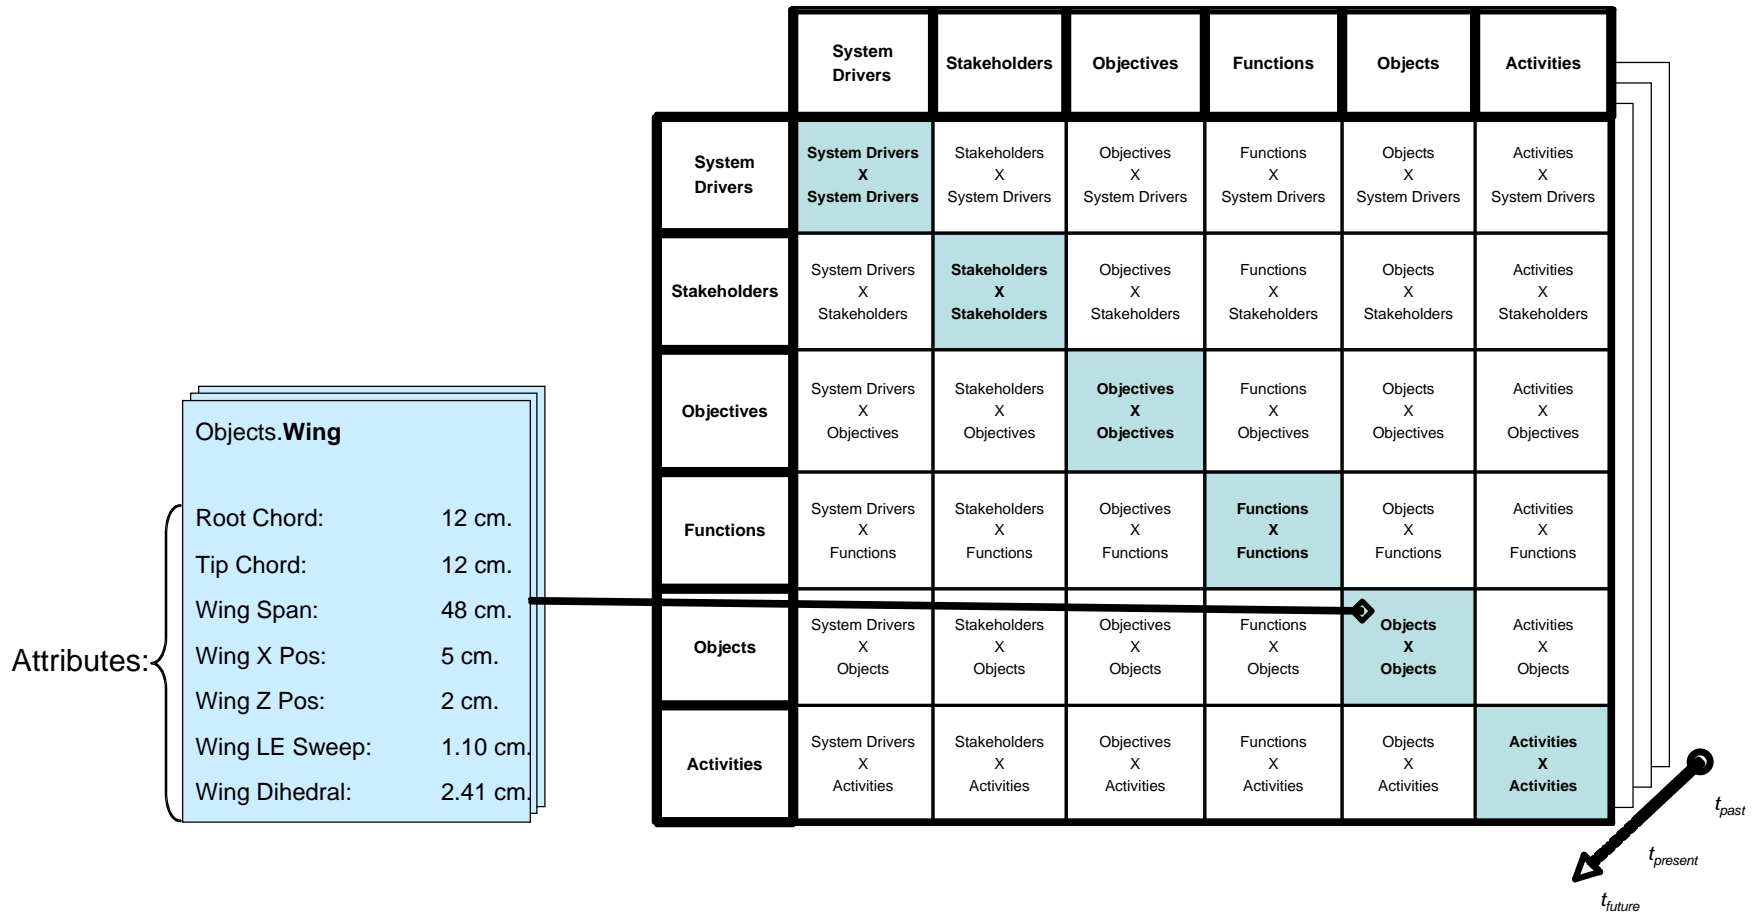 System
Drivers
Stakeholders
Objectives
Functions
Objects
Activities
System
Drivers
System Drivers
X
System Drivers
Stakeholders
X
System Drivers
Objectives
X
System Drivers
Functions
X
System Drivers
Objects
X
System Drivers
Activities
X
System Drivers
Stakeholders
System Drivers
X
Stakeholders
Stakeholders
X
Stakeholders
Objectives
X
Stakeholders
Functions
X
Stakeholders
Objects
X
Stakeholders
Activities
X
Stakeholders
Objectives
System Drivers
X
Objectives
Stakeholders
X
Objectives
Objectives
X
Objectives
Functions
X
Objectives
Objects
X
Objectives
Activities
X
Objectives
Functions
System Drivers
X
Functions
Stakeholders
X
Functions
Objectives
X
Functions
Functions
X
Functions
Objects
X
Functions
Activities
X
Functions
Objects
System Drivers
X
Objects
Stakeholders
X
Objects
Objectives
X
Objects
Functions
X
Objects
Objects
X
Objects
Activities
X
Objects
Activities
System Drivers
X
Activities
Stakeholders
X
Activities
Objectives
X
Activities
Functions
X
Activities
Objects
X
Activities
Activities
X
Activities
Attributes:
Objects.Wing
Root Chord: 12 cm.
Tip Chord: 12 cm.
Wing Span: 48 cm.
Wing X Pos: 5 cm.
Wing Z Pos: 2 cm.
Wing LE Sweep: 1.10 cm.
Wing Dihedral: 2.41 cm.
tpast
tpresent
tfuture